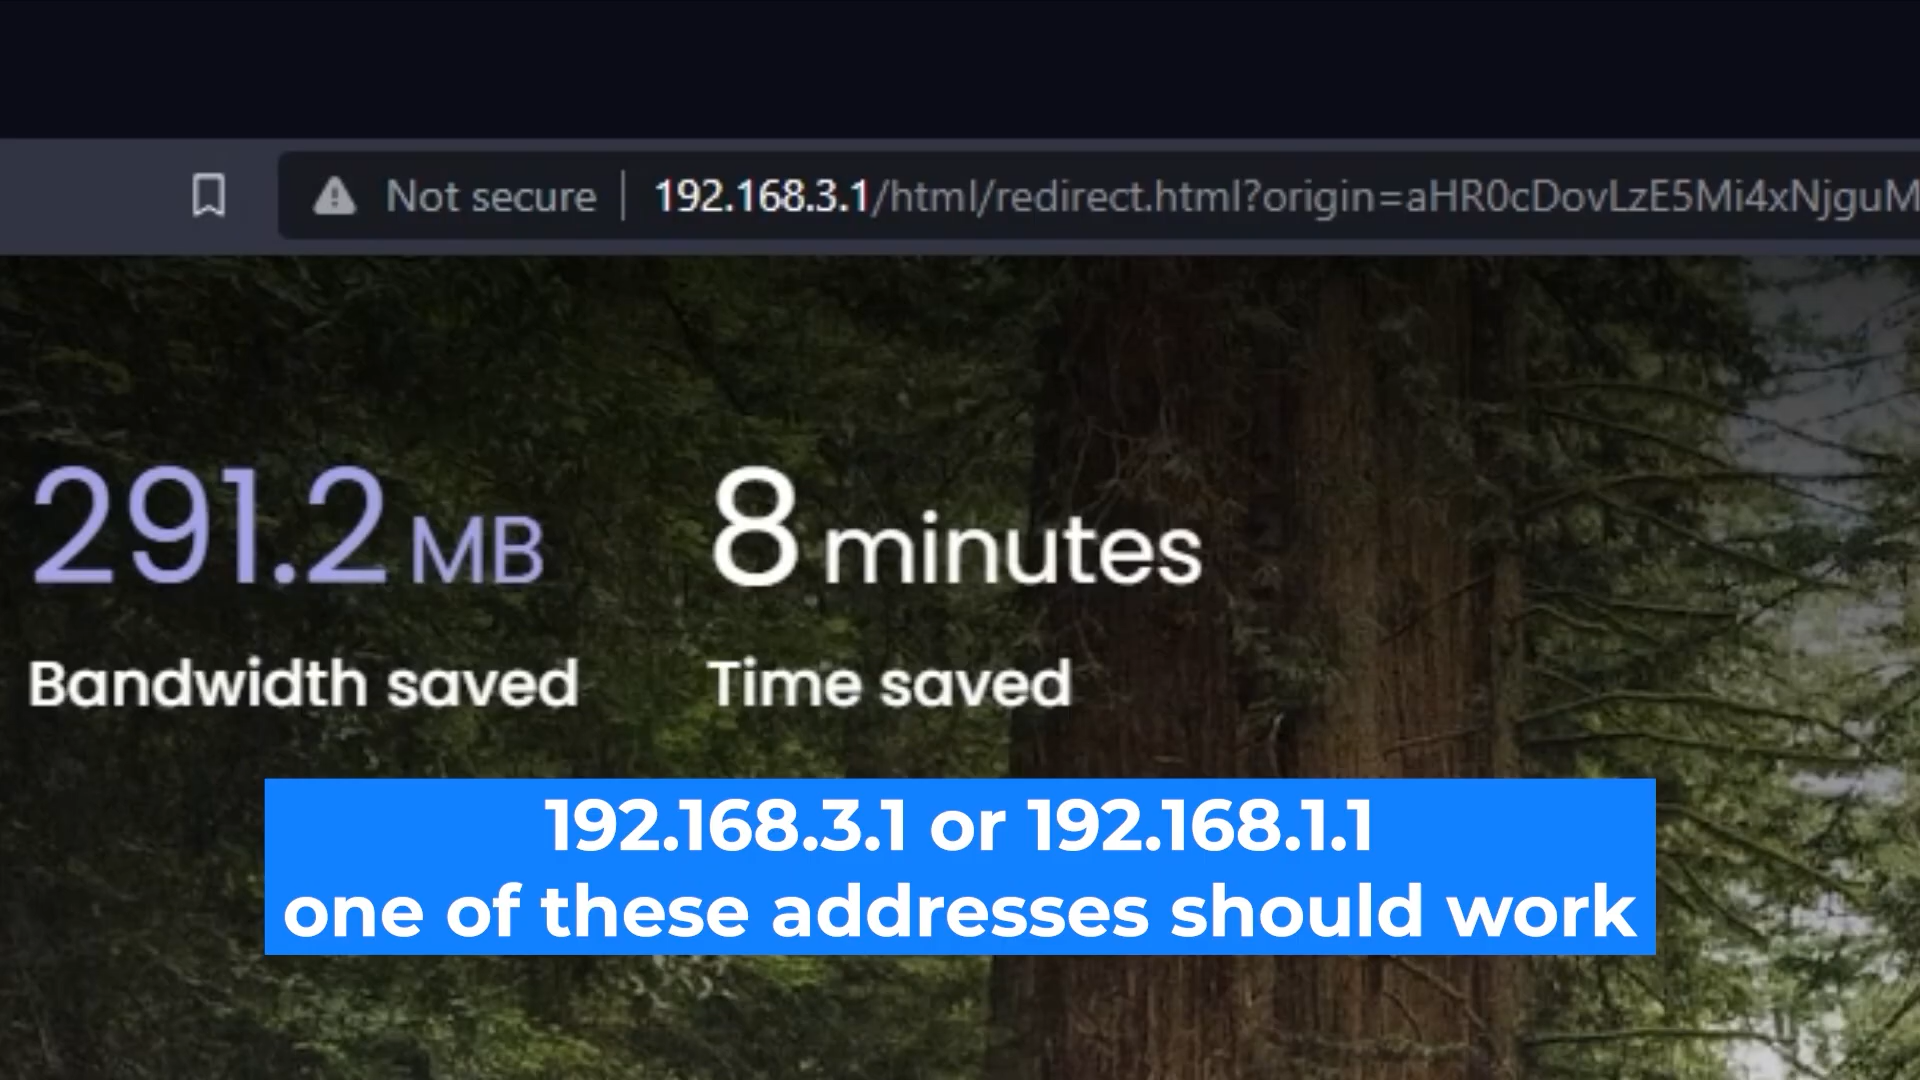 Not secure | 192.168.3.1/html/redirect.html?origin=aHR0cDovLzE5Mi4xNjguM
291.2 MB 8 minutes
Bandwidth saved Time saved
192.168.3.1 or 192.168.1.1
one of these addresses should work